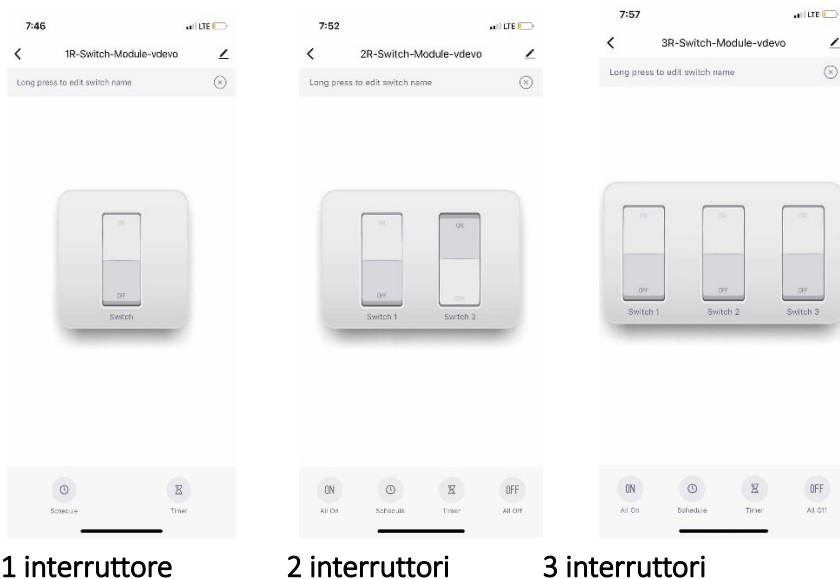 7:46
LTE
1R-Switch-Module-vdevo
Long press to edit switch name
ON
OFF
Switch
Schedule
Timer
1 interruttore
7:52
LTE
2R-Switch-Module-vdevo
Long press to edit switch name
ON
OFF
Switch 1
ON
OFF
Switch 2
ON
All On
Schedule
Timer
OFF
All Off
2 interruttori
7:57
LTE
3R-Switch-Module-vdevo
Long press to edit switch name
ON
OFF
Switch 1
ON
OFF
Switch 2
ON
OFF
Switch 3
ON
All On
Schedule
Timer
OFF
All Off
3 interruttori